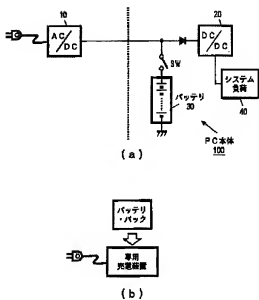 10
AC/DC
20
DC/DC
SW
バッテリ
30
システム
負荷
40
PC本体
100
(a)
バッテリ
・パック
専用
充電装置
(b)